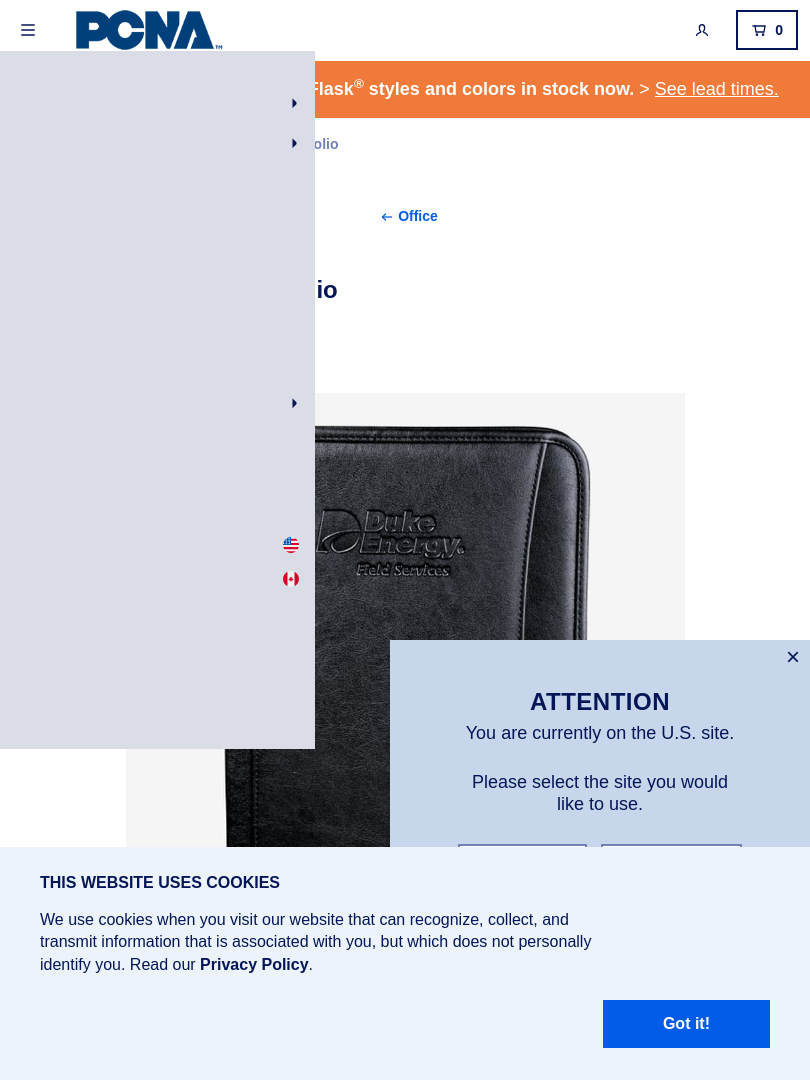 PCNA™
0
Flask® styles and colors in stock now. > See lead times.
olio
← Office
io
Duke
Energy®
Field Services
ATTENTION
You are currently on the U.S. site.
Please select the site you would
like to use.
THIS WEBSITE USES COOKIES
We use cookies when you visit our website that can recognize, collect, and
transmit information that is associated with you, but which does not personally
identify you. Read our Privacy Policy.
Got it!